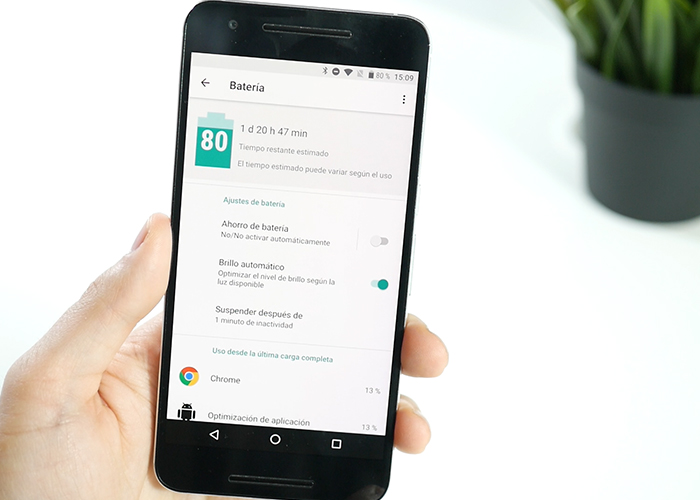 80 % 15:09
Batería
80
1 d 20 h 47 min
Tiempo restante estimado
El tiempo estimado puede variar según el uso
Ajustes de batería
Ahorro de batería
No/No activar automáticamente
Brillo automático
Optimizar el nivel de brillo según la
luz disponible
Suspender después de
1 minuto de inactividad
Uso desde la última carga completa
Chrome
13 %
Optimización de aplicación
13 %